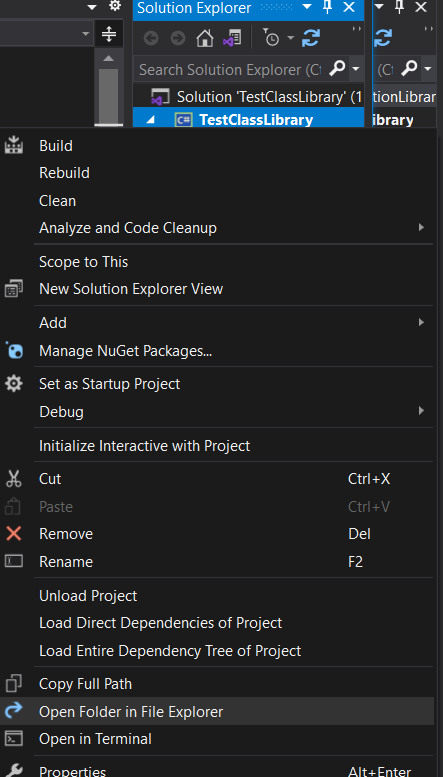 Solution Explorer
Search Solution Explorer (
Solution 'TestClassLibrary' (1
TestClassLibrary
ibrary
Build
Rebuild
Clean
Analyze and Code Cleanup
Scope to This
New Solution Explorer View
Add
Manage NuGet Packages...
Set as Startup Project
Debug
Initialize Interactive with Project
Cut Ctrl+X
Paste Ctrl+V
Remove Del
Rename F2
Unload Project
Load Direct Dependencies of Project
Load Entire Dependency Tree of Project
Copy Full Path
Open Folder in File Explorer
Open in Terminal
Properties Alt+Enter